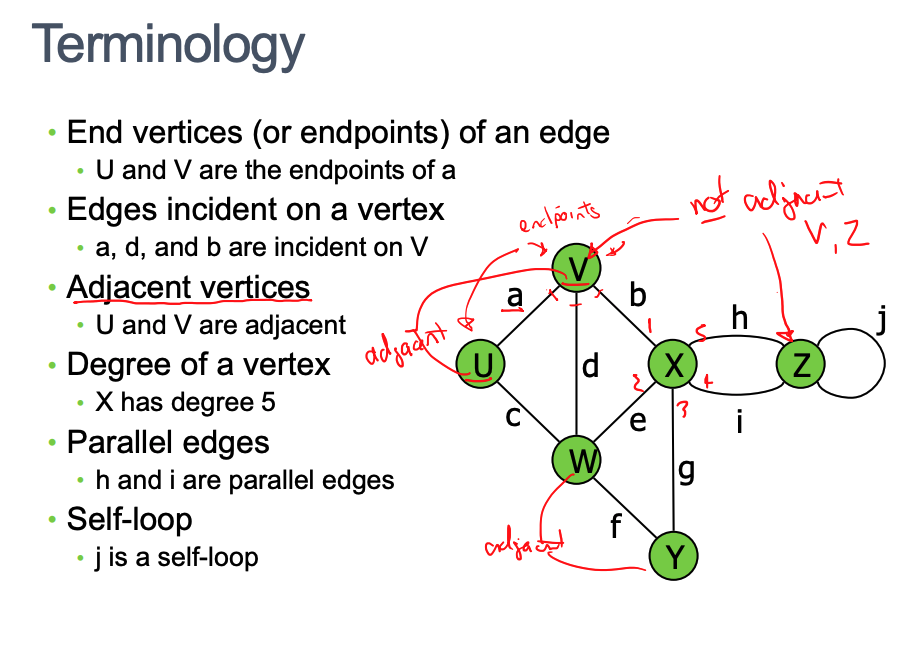 Terminology
• End vertices (or endpoints) of an edge
• U and V are the endpoints of a
• Edges incident on a vertex
• a, d, and b are incident on V
• Adjacent vertices
• U and V are adjacent
• Degree of a vertex
• X has degree 5
• Parallel edges
• h and i are parallel edges
• Self-loop
• j is a self-loop
not adjacent
V, Z
endpoints
V
a
b
adjacent
1
5
h
j
U
d
X
Z
2
4
3
c
e
i
W
g
f
adjacent
Y